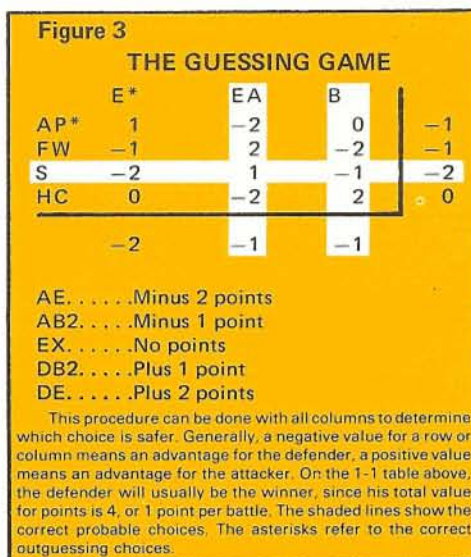 Figure 3
THE GUESSING GAME
E* EA B
AP* 1 −2 0 −1
FW −1 2 −2 −1
S −2 1 −1 −2
HC 0 −2 2 0
−2 −1 −1
AE. . . . . .Minus 2 points
AB2. . . . .Minus 1 point
EX. . . . . .No points
DB2. . . . .Plus 1 point
DE. . . . . .Plus 2 points
This procedure can be done with all columns to determine
which choice is safer. Generally, a negative value for a row or
column means an advantage for the defender, a positive value
means an advantage for the attacker. On the 1-1 table above,
the defender will usually be the winner, since his total value
for points is 4, or 1 point per battle. The shaded lines show the
correct probable choices. The asterisks refer to the correct
outguessing choices.